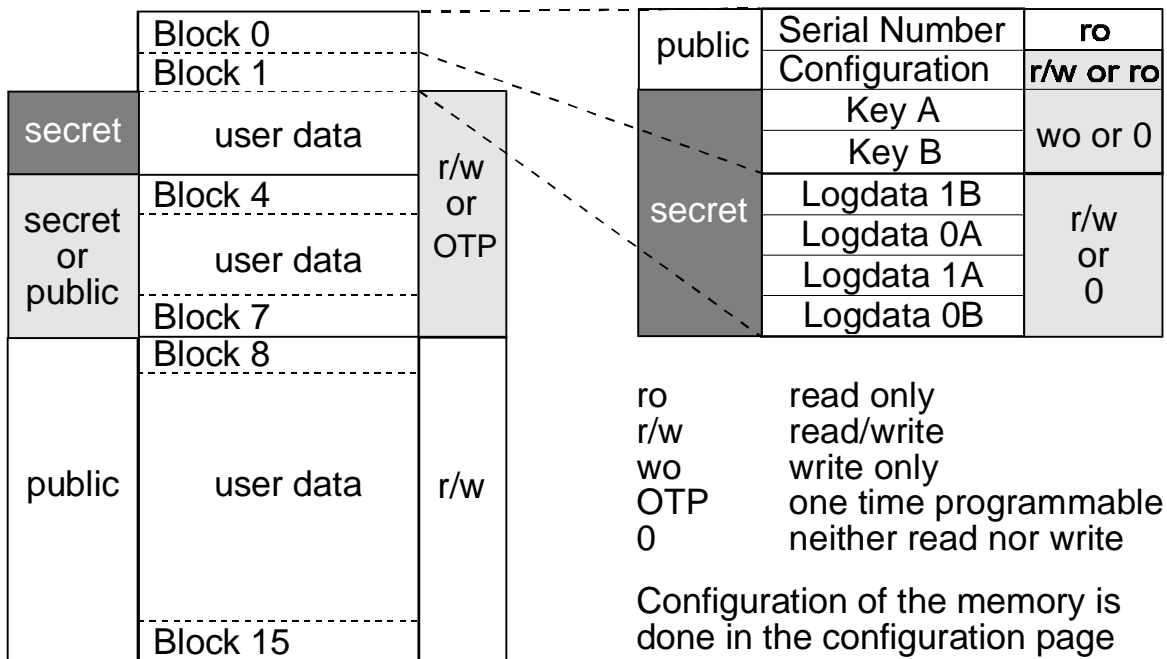 Block 0
Block 1
secret
user data
r/w
or
OTP
secret
or
public
Block 4
user data
Block 7
Block 8
public
user data
r/w
Block 15
public
Serial Number
ro
Configuration
r/w or ro
secret
Key A
Key B
wo or 0
Logdata 1B
Logdata 0A
Logdata 1A
Logdata 0B
r/w
or
0
ro read only
r/w read/write
wo write only
OTP one time programmable
0 neither read nor write
Configuration of the memory is
done in the configuration page